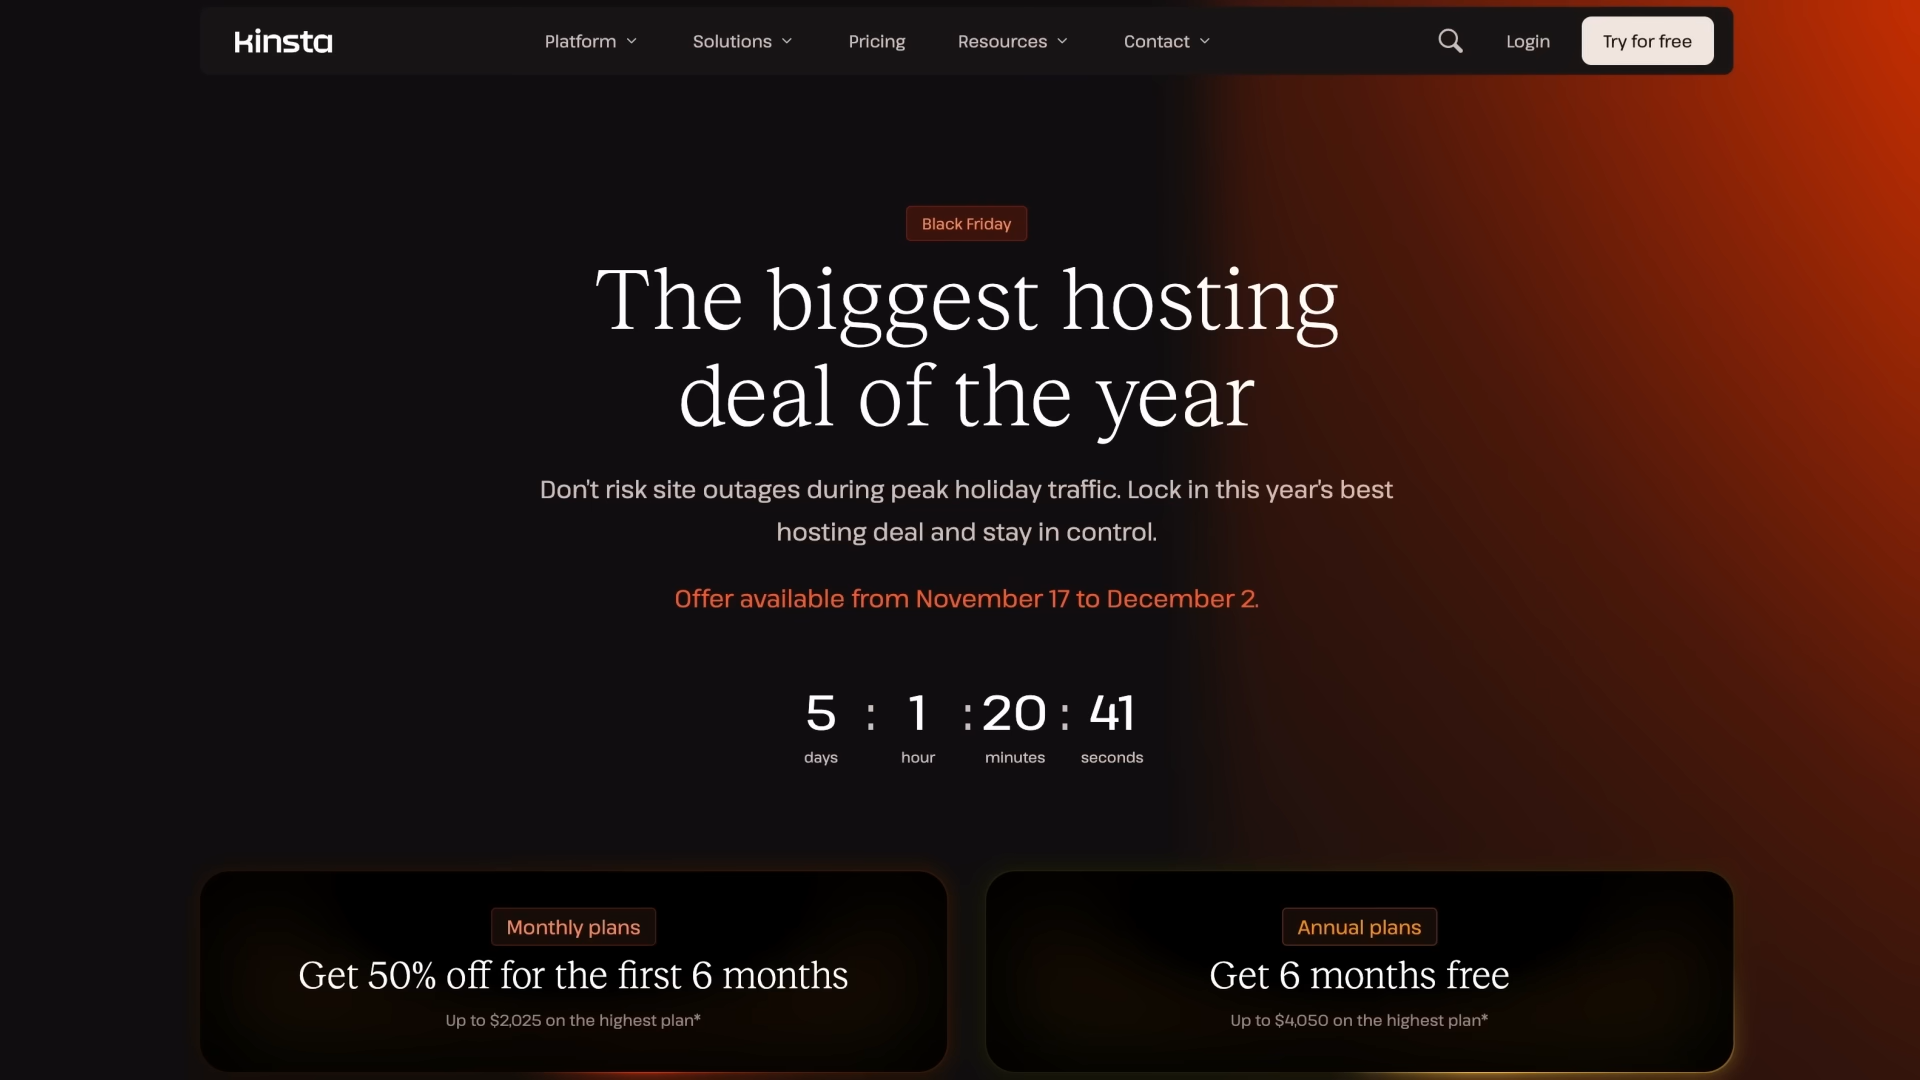 Kinsta
Platform
Solutions
Pricing
Resources
Contact
Login
Try for free
Black Friday
The biggest hosting
deal of the year
Don't risk site outages during peak holiday traffic. Lock in this year's best
hosting deal and stay in control.
Offer available from November 17 to December 2.
5 : 1 : 20 : 41
days hour minutes seconds
Monthly plans
Get 50% off for the first 6 months
Up to $2,025 on the highest plan*
Annual plans
Get 6 months free
Up to $4,050 on the highest plan*